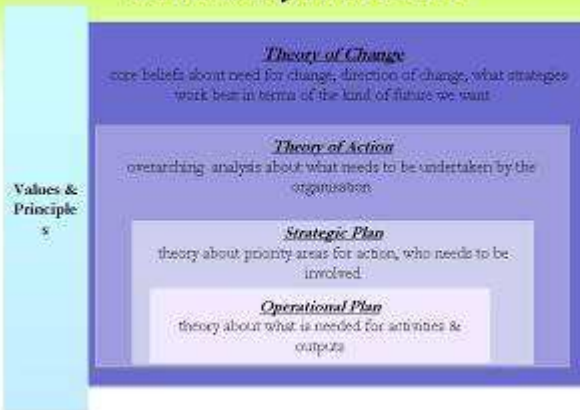 Theory of Change
core beliefs about need for change, direction of change, what strategies
work best in terms of the kind of future we want
Theory of Action
overarching analysis about what needs to be undertaken by the
organisation
Values &
Principle
s
Strategic Plan
theory about priority areas for action, who needs to be
involved
Operational Plan
theory about what is needed for activities &
outputs